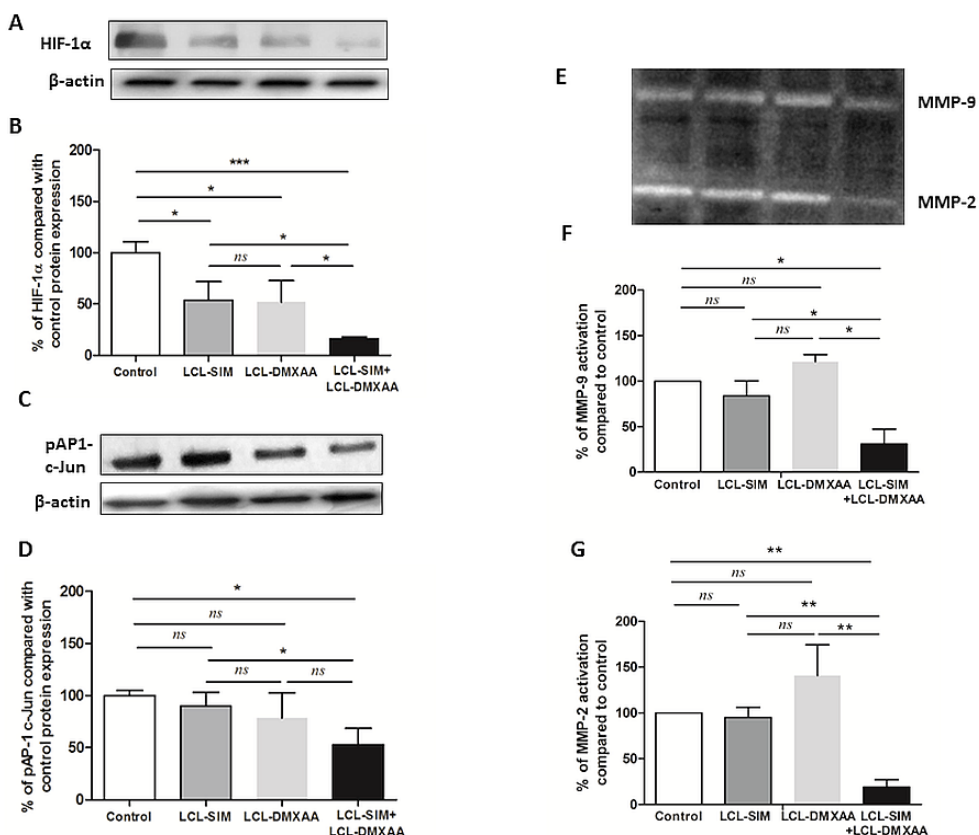 A
HIF-1α
β-actin
B
% of HIF-1α compared with
control protein expression
200
150
100
50
0
***
*
*
*
ns
*
Control
LCL-SIM
LCL-DMXAA
LCL-SIM+
LCL-DMXAA
C
pAP1-
c-Jun
β-actin
D
% of pAP-1 c-Jun compared with
control protein expression
200
150
100
50
0
*
ns
ns
*
ns
ns
Control
LCL-SIM
LCL-DMXAA
LCL-SIM+
LCL-DMXAA
E
MMP-9
MMP-2
F
% of MMP-9 activation
compared to control
200
150
100
50
0
*
ns
ns
*
ns
*
Control
LCL-SIM
LCL-DMXAA
LCL-SIM
+LCL-DMXAA
G
% of MMP-2 activation
compared to control
200
150
100
50
0
**
ns
ns
**
ns
**
Control
LCL-SIM
LCL-DMXAA
LCL-SIM
+LCL-DMXAA